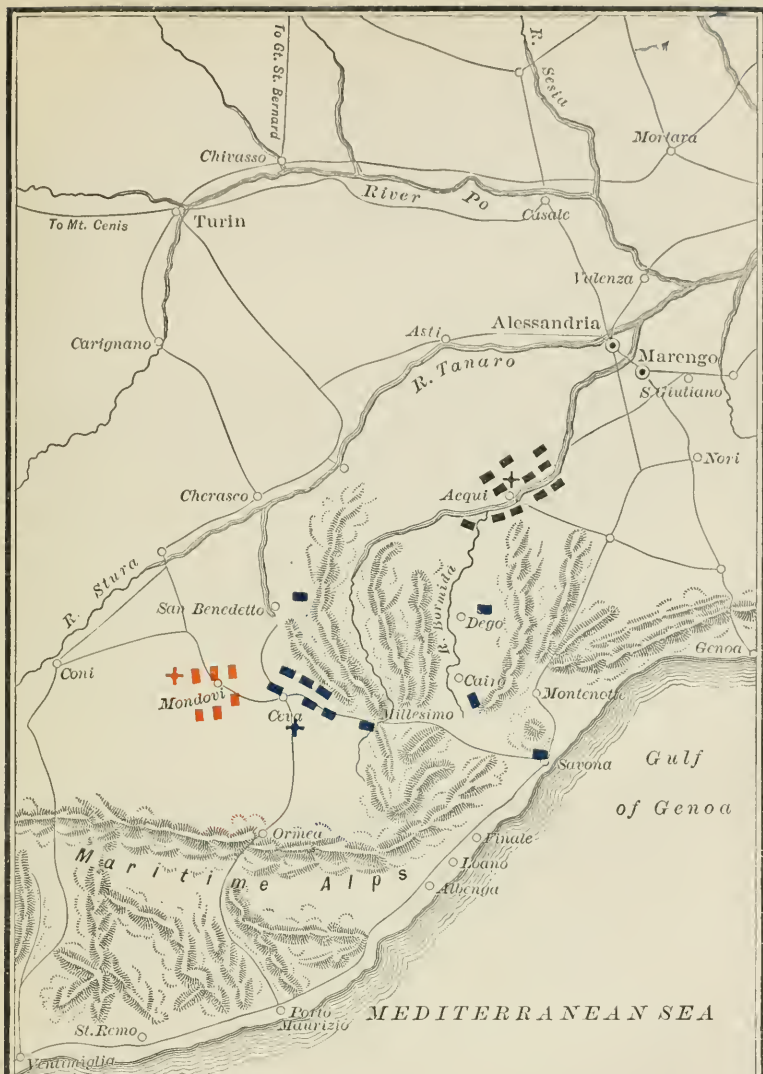 To Gt. St. Bernard
R. Sesia
Mortara
Chivasso
River Po
Casale
To Mt. Cenis
Turin
Valenza
Alessandria
Asti
Carignano
Marengo
R. Tanaro
S. Giuliano
Nori
Cherasco
Acqui
R. Stura
San Benedetto
R. Bormida
Dego
Genoa
Coni
Cairo
Mondovi
Montenotte
Ceva
Millesimo
Savona
Gulf
of Genoa
Ormea
Finale
Maritime Alps
Loano
Albenga
Porto
Maurizio
MEDITERRANEAN SEA
St. Remo
Ventimiglia